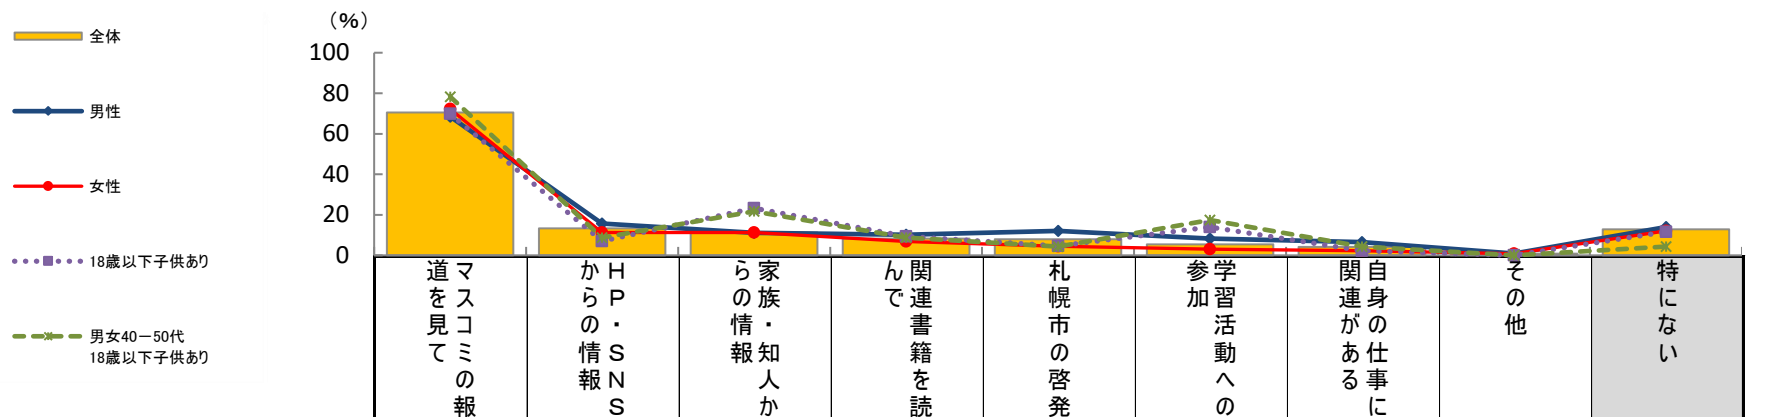 全体
男性
女性
18歳以下子供あり
男女40－50代
18歳以下子供あり
（％）
100
80
60
40
20
0
マスコミの報
道を見て
ＨＰ・ＳＮＳ
からの情報
家族・知人か
らの情報
関連書籍を読
んで
札幌市の啓発
学習活動への
参加
自身の仕事に
関連がある
その他
特にない